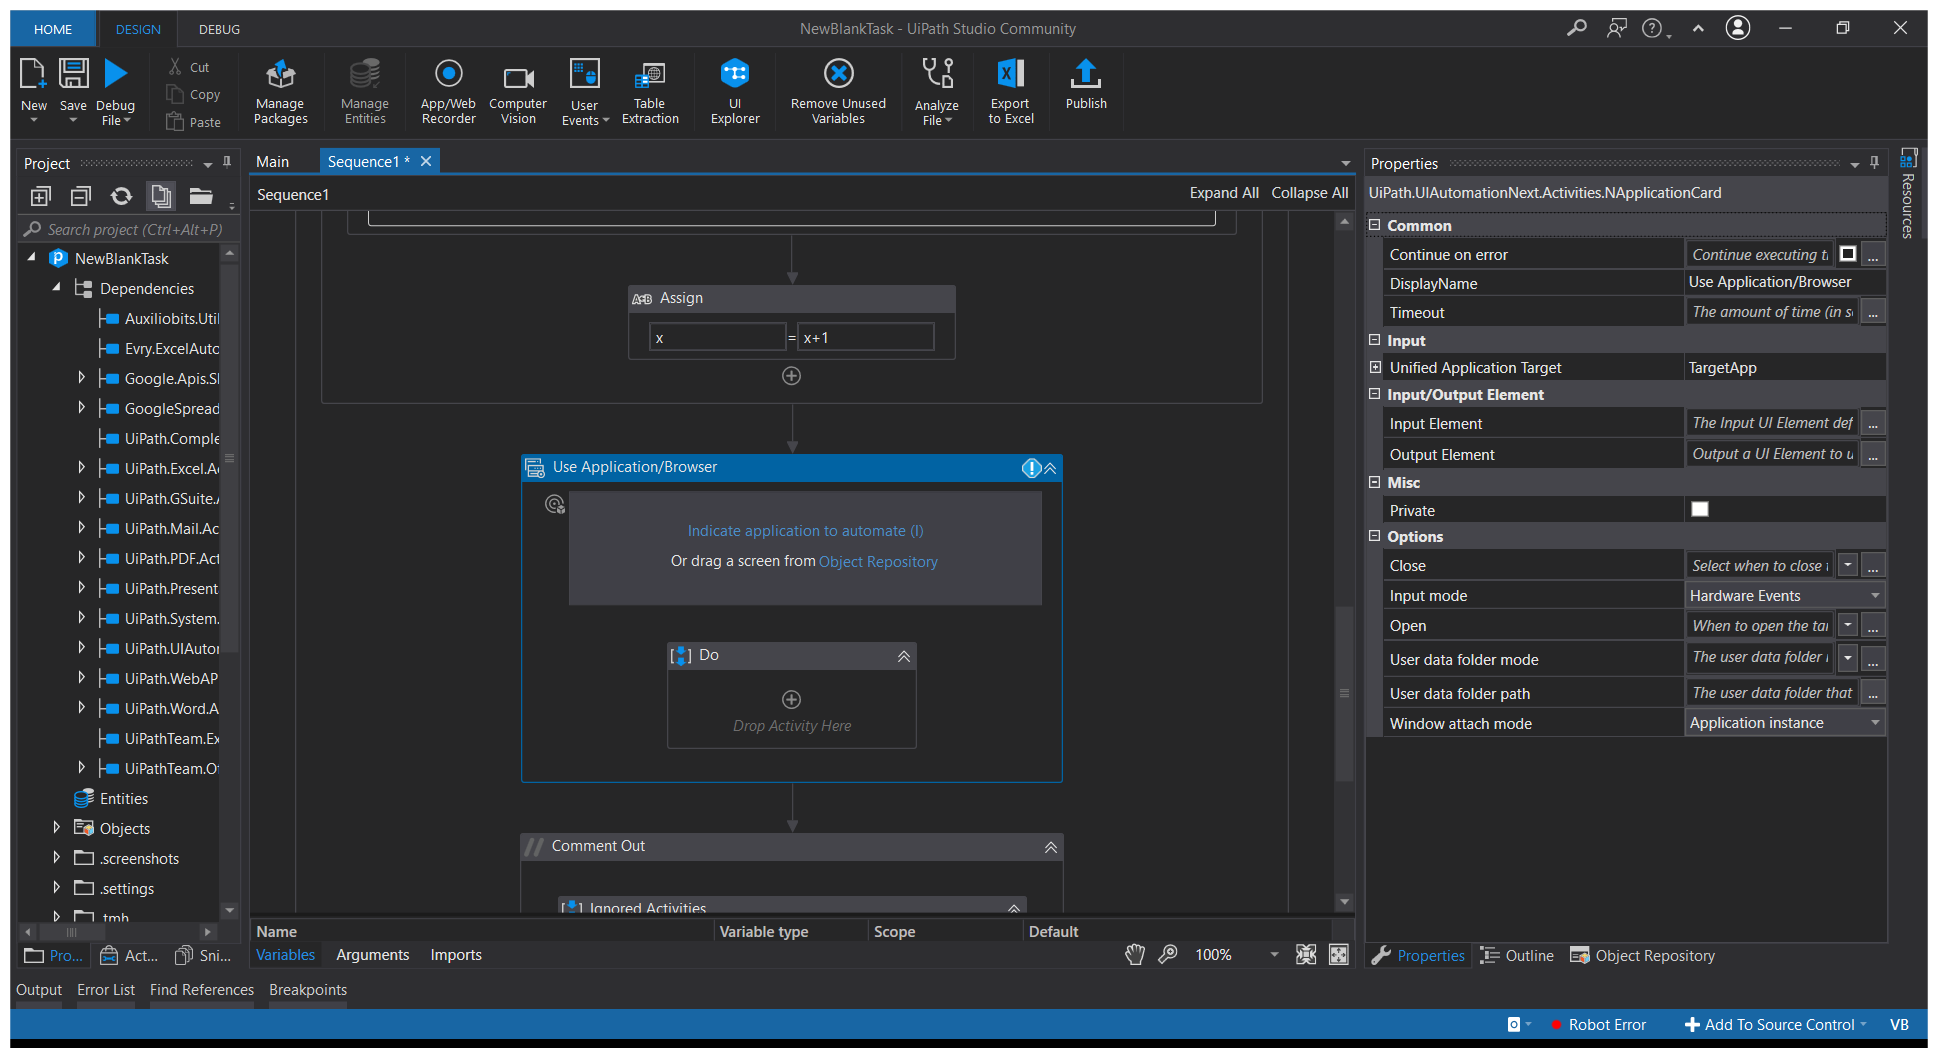 HOME DESIGN DEBUG NewBlankTask - UiPath Studio Community
New Save Debug File
Cut
Copy
Paste
Manage Packages
Manage Entities
App/Web Recorder
Computer Vision
User Events
Table Extraction
UI Explorer
Remove Unused Variables
Analyze File
Export to Excel
Publish
Project
Search project (Ctrl+Alt+P)
NewBlankTask
Dependencies
Auxiliobits.Util
Evry.ExcelAuto
Google.Apis.Sl
GoogleSpread
UiPath.Comple
UiPath.Excel.A
UiPath.GSuite.
UiPath.Mail.Ac
UiPath.PDF.Act
UiPath.Present
UiPath.System.
UiPath.UIAutor
UiPath.WebAP
UiPath.Word.A
UiPathTeam.Ex
UiPathTeam.O
Entities
Objects
.screenshots
.settings
.tmh
Pro... Act... Sni...
Main Sequence1 *
Sequence1 Expand All Collapse All
A*B Assign
x = x+1
Use Application/Browser
Indicate application to automate (I)
Or drag a screen from Object Repository
Do
Drop Activity Here
// Comment Out
Ignored Activities
Name Variable type Scope Default
Variables Arguments Imports 100%
Properties
UiPath.UIAutomationNext.Activities.NApplicationCard
Common
Continue on error Continue executing t ...
DisplayName Use Application/Browser
Timeout The amount of time (in s ...
Input
Unified Application Target TargetApp
Input/Output Element
Input Element The Input UI Element def ...
Output Element Output a UI Element to u ...
Misc
Private
Options
Close Select when to close t ...
Input mode Hardware Events
Open When to open the tar ...
User data folder mode The user data folder ...
User data folder path The user data folder that ...
Window attach mode Application instance
Properties Outline Object Repository
Resources
Output Error List Find References Breakpoints
Robot Error Add To Source Control VB